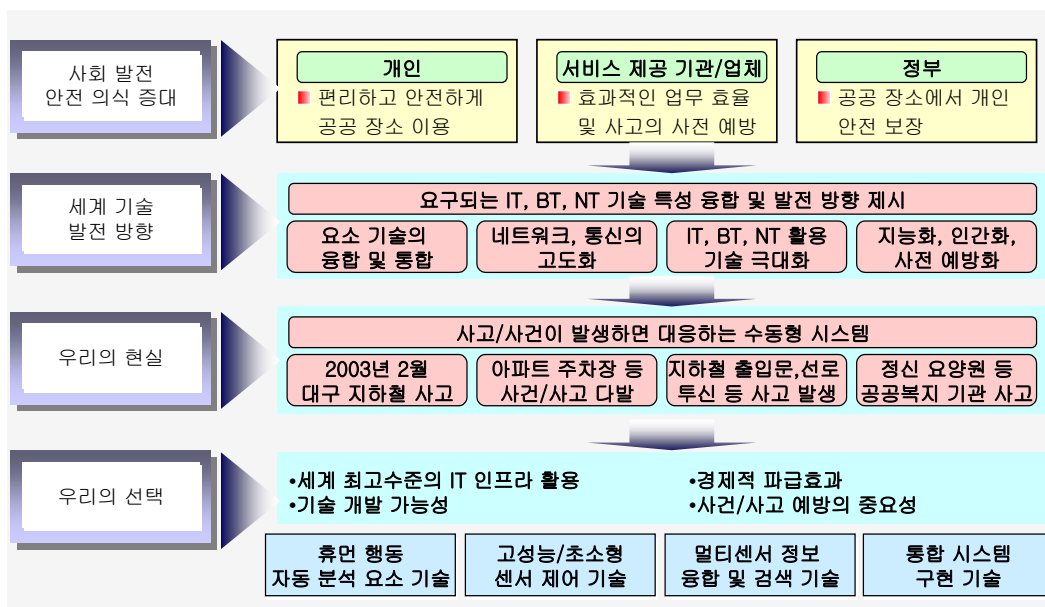 사회 발전
안전 의식 증대
개인
편리하고 안전하게
공공 장소 이용
서비스 제공 기관/업체
효과적인 업무 효율
및 사고의 사전 예방
정부
공공 장소에서 개인
안전 보장
세계 기술
발전 방향
요구되는 IT, BT, NT 기술 특성 융합 및 발전 방향 제시
요소 기술의
융합 및 통합
네트워크, 통신의
고도화
IT, BT, NT 활용
기술 극대화
지능화, 인간화,
사전 예방화
우리의 현실
사고/사건이 발생하면 대응하는 수동형 시스템
2003년 2월
대구 지하철 사고
아파트 주차장 등
사건/사고 다발
지하철 출입문,선로
투신 등 사고 발생
정신 요양원 등
공공복지 기관 사고
우리의 선택
•세계 최고수준의 IT 인프라 활용
•기술 개발 가능성
•경제적 파급효과
•사건/사고 예방의 중요성
휴먼 행동
자동 분석 요소 기술
고성능/초소형
센서 제어 기술
멀티센서 정보
융합 및 검색 기술
통합 시스템
구현 기술